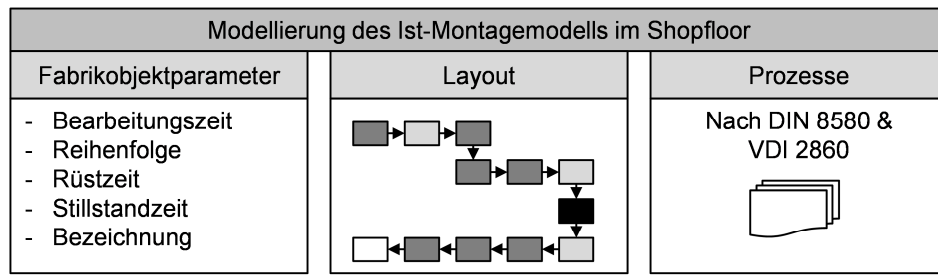 Modellierung des Ist-Montagemodells im Shopfloor
Fabrikobjektparameter
- Bearbeitungszeit
- Reihenfolge
- Rüstzeit
- Stillstandzeit
- Bezeichnung
Layout
Prozesse
Nach DIN 8580 &
VDI 2860